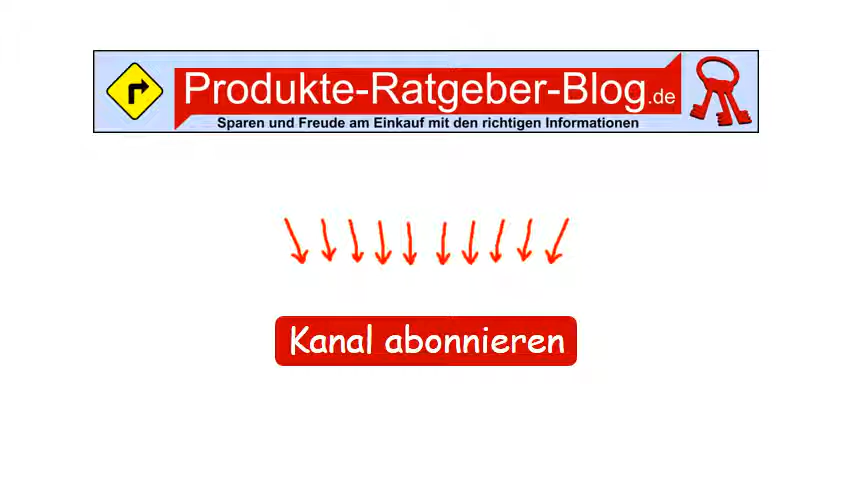 Produkte-Ratgeber-Blog.de
Sparen und Freude am Einkauf mit den richtigen Informationen
Kanal abonnieren